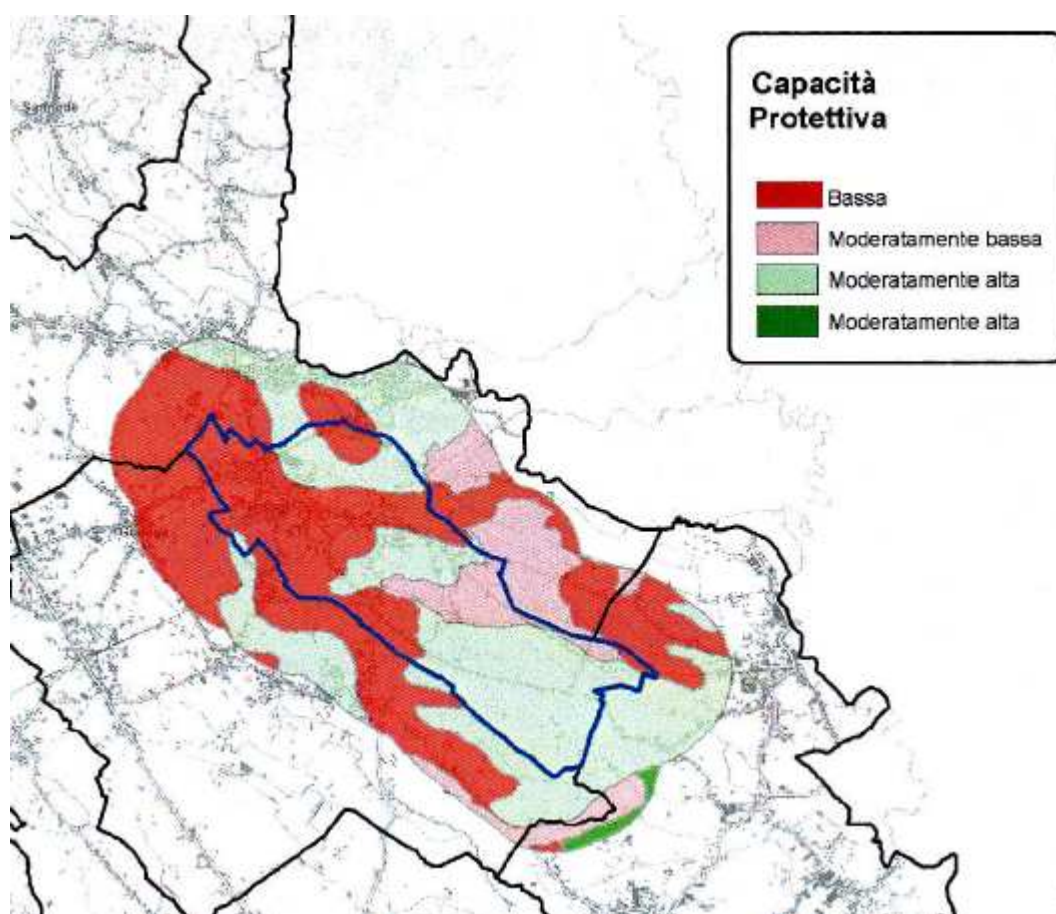 Capacità
Protettiva
Bassa
Moderatamente bassa
Moderatamente alta
Moderatamente alta